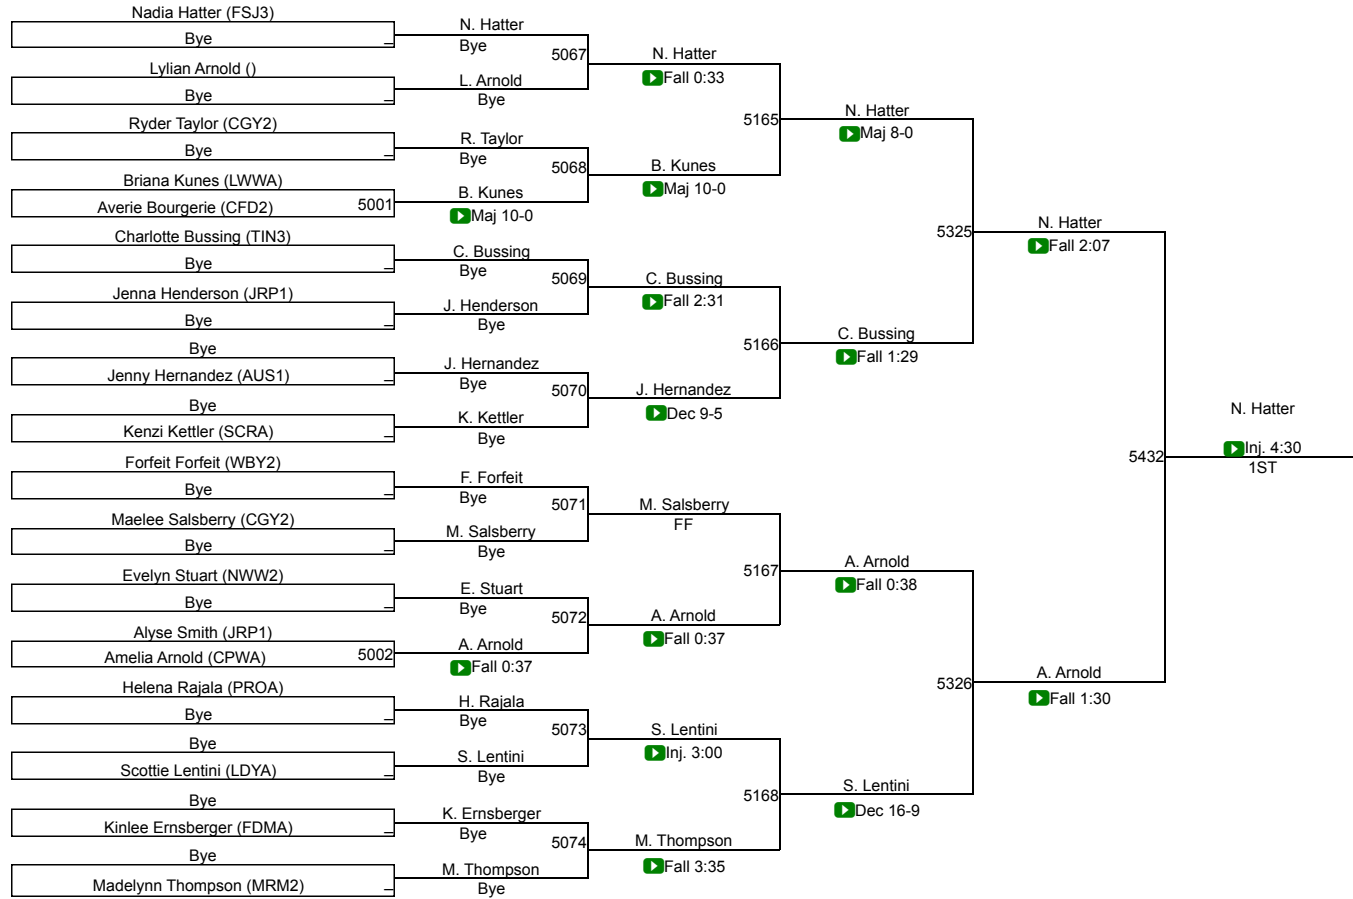 Nadia Hatter (FSJ3)
Bye
Lylian Arnold ()
Bye
Ryder Taylor (CGY2)
Bye
Briana Kunes (LWWA)
Averie Bourgerie (CFD2) 5001
Charlotte Bussing (TIN3)
Bye
Jenna Henderson (JRP1)
Bye
Bye
Jenny Hernandez (AUS1)
Bye
Kenzi Kettler (SCRA)
Forfeit Forfeit (WBY2)
Bye
Maelee Salsberry (CGY2)
Bye
Evelyn Stuart (NWW2)
Bye
Alyse Smith (JRP1)
Amelia Arnold (CPWA) 5002
Helena Rajala (PROA)
Bye
Bye
Scottie Lentini (LDYA)
Bye
Kinlee Ernsberger (FDMA)
Bye
Madelynn Thompson (MRM2)
N. Hatter
Bye
5067
L. Arnold
Bye
R. Taylor
Bye
5068
B. Kunes
Maj 10-0
C. Bussing
Bye
5069
J. Henderson
Bye
J. Hernandez
Bye
5070
K. Kettler
Bye
F. Forfeit
Bye
5071
M. Salsberry
Bye
E. Stuart
Bye
5072
A. Arnold
Fall 0:37
H. Rajala
Bye
5073
S. Lentini
Bye
K. Ernsberger
Bye
5074
M. Thompson
Bye
N. Hatter
Fall 0:33
5165
B. Kunes
Maj 10-0
C. Bussing
Fall 2:31
5166
J. Hernandez
Dec 9-5
M. Salsberry
FF
5167
A. Arnold
Fall 0:37
S. Lentini
Inj. 3:00
5168
M. Thompson
Fall 3:35
N. Hatter
Maj 8-0
5325
C. Bussing
Fall 1:29
A. Arnold
Fall 0:38
5326
S. Lentini
Dec 16-9
N. Hatter
Fall 2:07
5432
A. Arnold
Fall 1:30
N. Hatter
Inj. 4:30
1ST